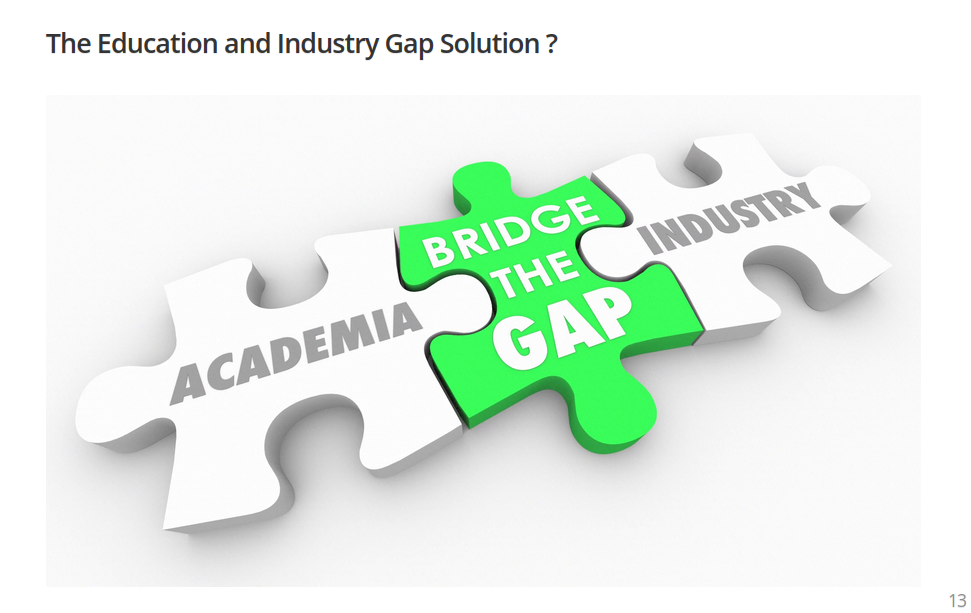 The Education and Industry Gap Solution ?
ACADEMIA
BRIDGE
THE
GAP
INDUSTRY
13